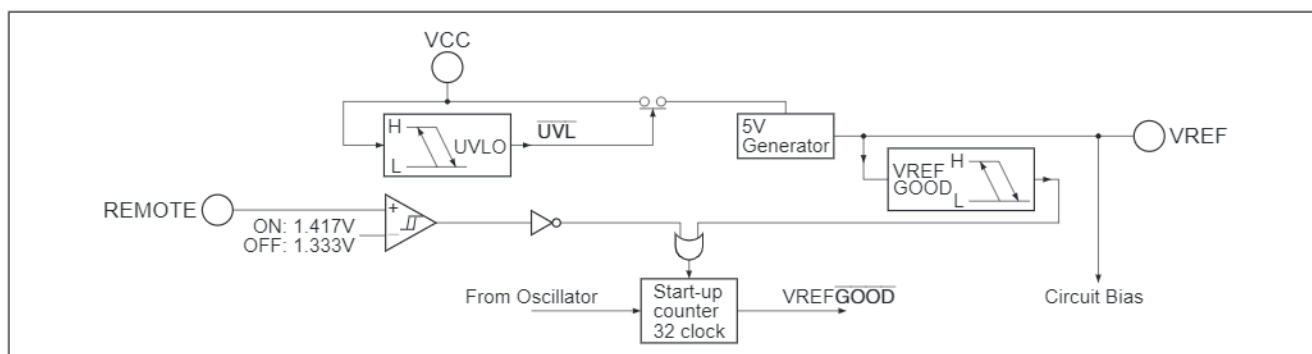 VCC
H
L
UVLO
UVL
5V
Generator
VREF
VREF
GOOD
H
L
REMOTE
+
−
ON: 1.417V
OFF: 1.333V
From Oscillator
Start-up
counter
32 clock
VREFGOOD
Circuit Bias